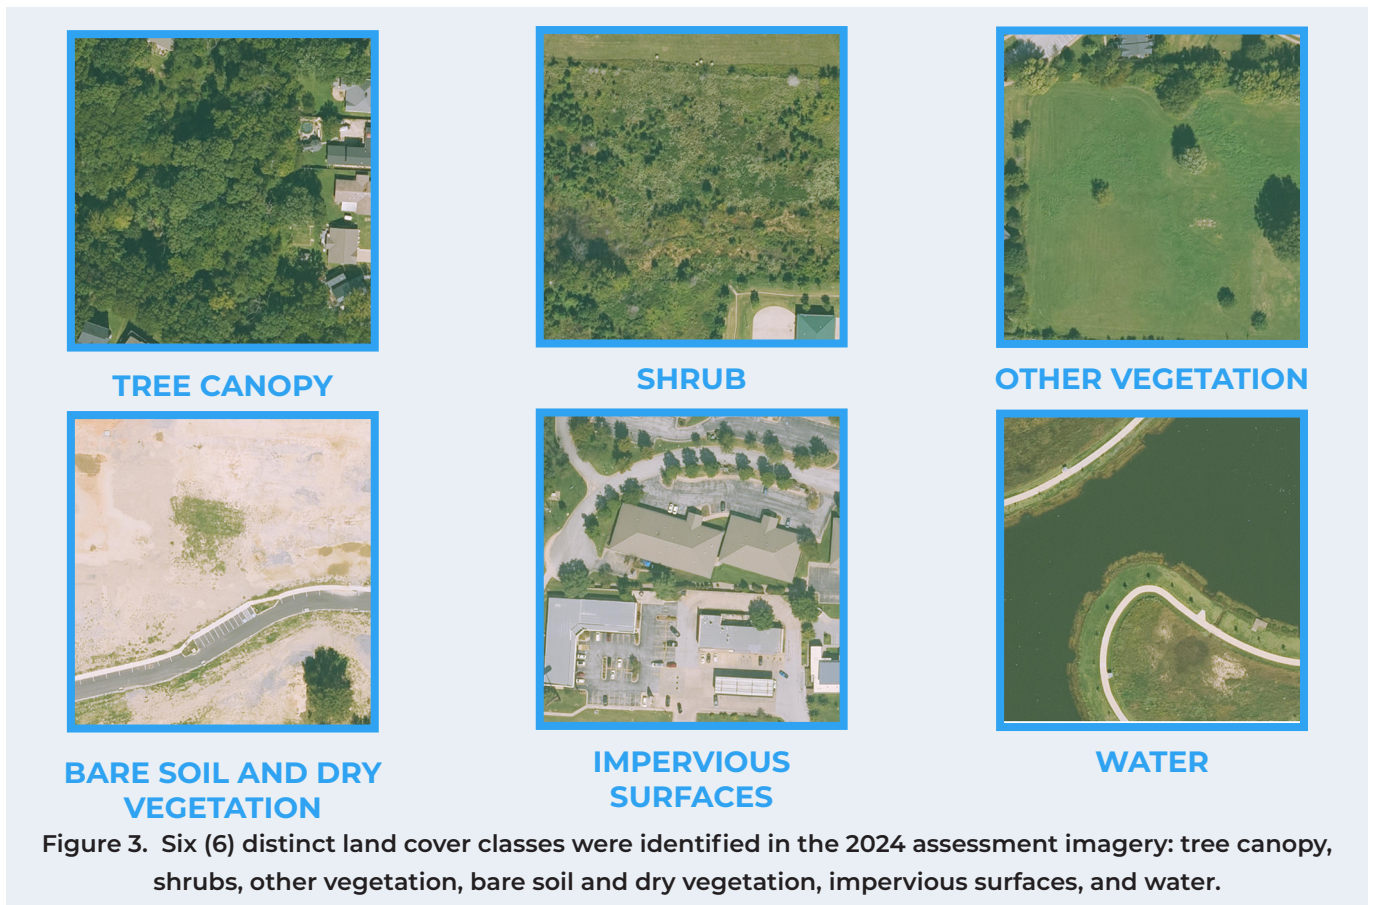 TREE CANOPY
SHRUB
OTHER VEGETATION
BARE SOIL AND DRY
VEGETATION
IMPERVIOUS
SURFACES
WATER
Figure 3.  Six (6) distinct land cover classes were identified in the 2024 assessment imagery: tree canopy,
shrubs, other vegetation, bare soil and dry vegetation, impervious surfaces, and water.